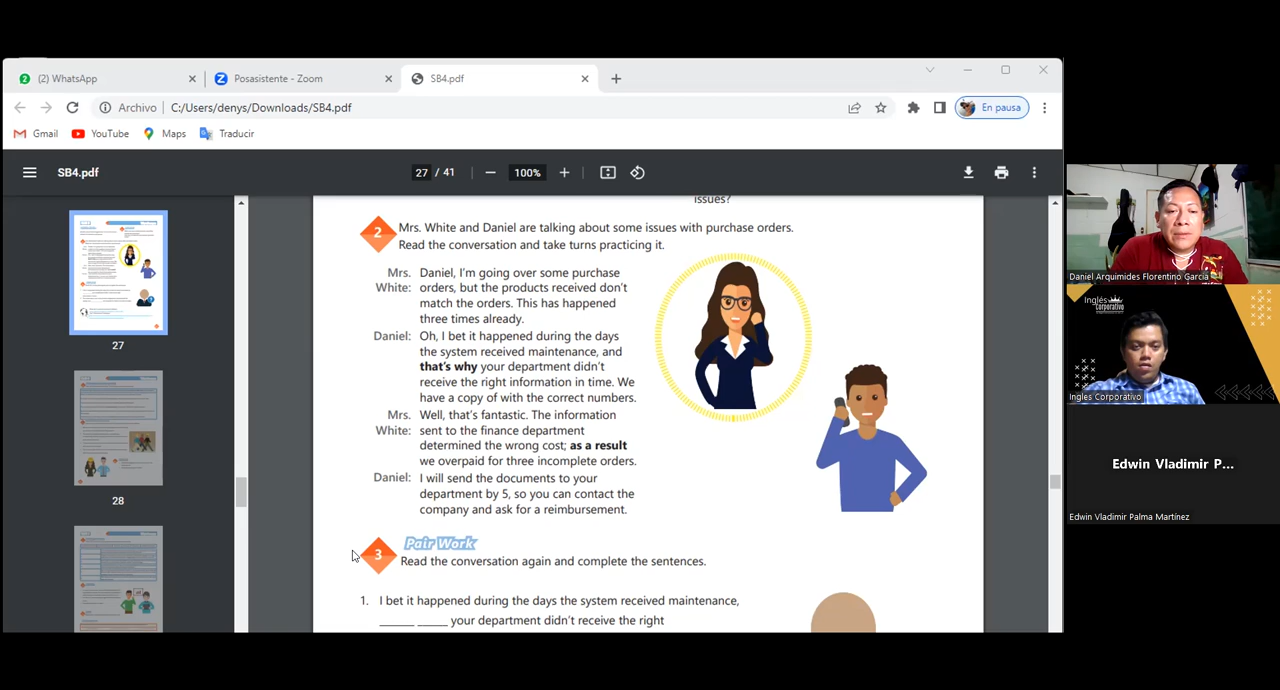 2
(2) WhatsApp
Posasistente - Zoom
SB4.pdf
Archivo
C:/Users/denys/Downloads/SB4.pdf
En pausa
Gmail
YouTube
Maps
Traducir
SB4.pdf
27 / 41
100%
issues?
2
Mrs. White and Daniel are talking about some issues with purchase orders.
Read the conversation and take turns practicing it.
Mrs. Daniel, I'm going over some purchase
White: orders, but the products received don't
match the orders. This has happened
three times already.
Daniel: Oh, I bet it happened during the days
the system received maintenance, and
that's why your department didn't
receive the right information in time. We
have a copy of with the correct numbers.
Mrs. Well, that's fantastic. The information
White: sent to the finance department
determined the wrong cost; as a result
we overpaid for three incomplete orders.
Daniel: I will send the documents to your
department by 5, so you can contact the
company and ask for a reimbursement.
3
Pair Work
Read the conversation again and complete the sentences.
1. I bet it happened during the days the system received maintenance,
______ _____ your department didn't receive the right
27
28
Daniel Arquimides Florentino García
Inglés
Corporativo
Ingles Corporativo
Edwin Vladimir P...
Edwin Vladimir Palma Martínez